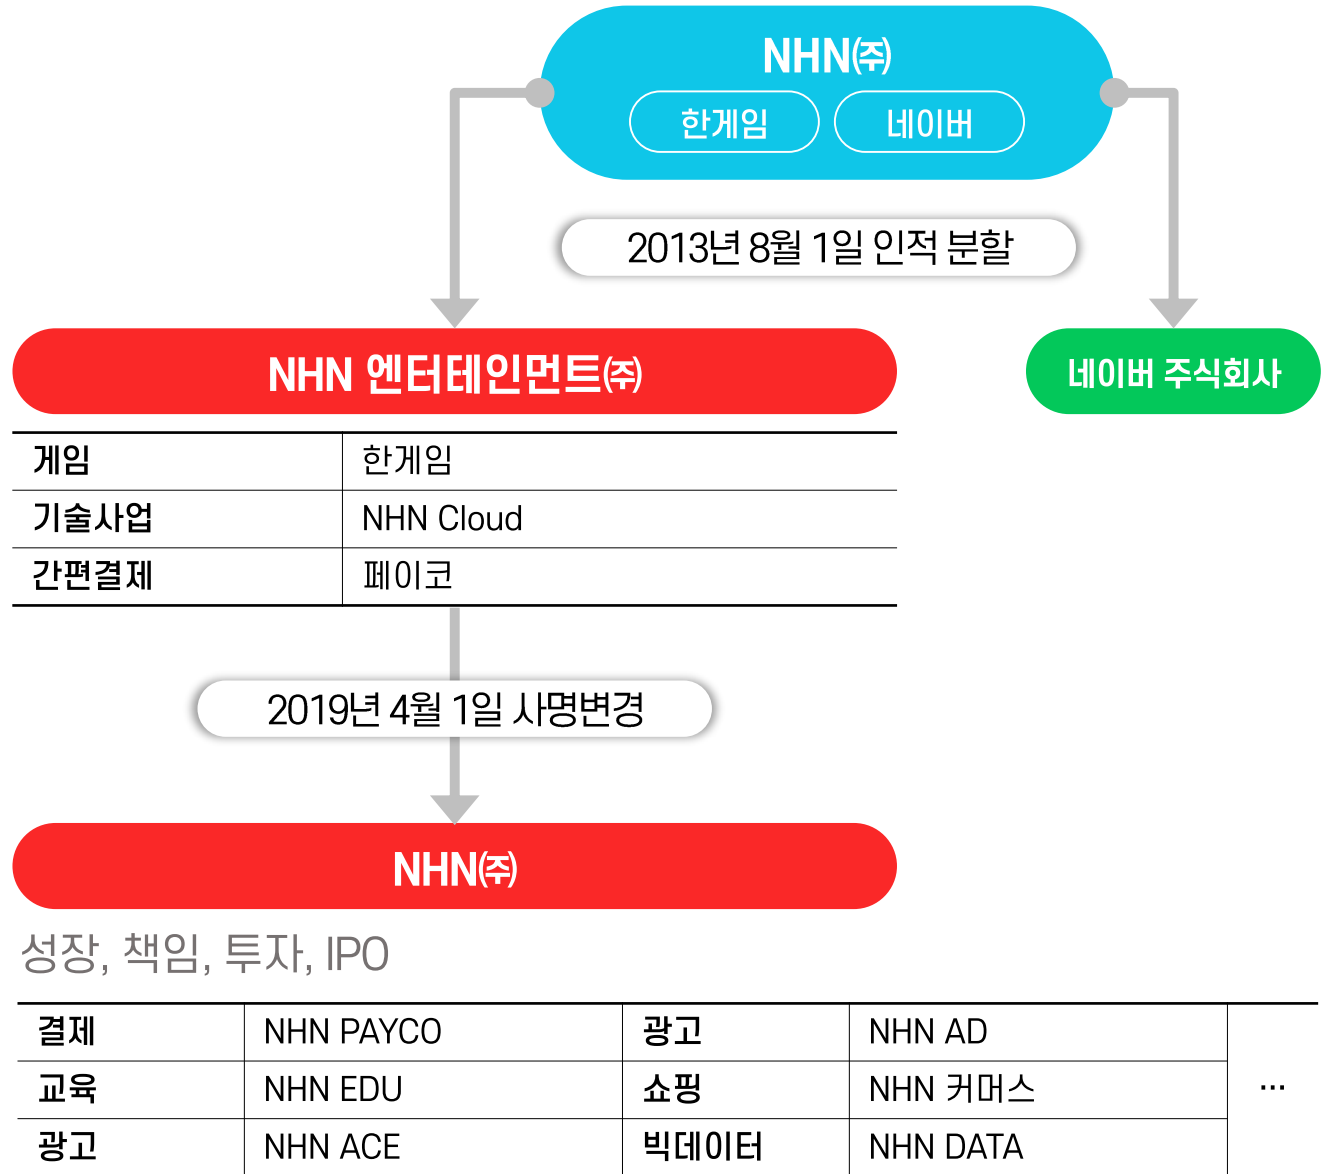 NHN㈜
한게임 네이버
2013년 8월 1일 인적 분할
NHN 엔터테인먼트㈜
네이버 주식회사
게임 한게임
기술사업 NHN Cloud
간편결제 페이코
2019년 4월 1일 사명변경
NHN㈜
성장, 책임, 투자, IPO
결제 NHN PAYCO 광고 NHN AD
교육 NHN EDU 쇼핑 NHN 커머스 ...
광고 NHN ACE 빅데이터 NHN DATA